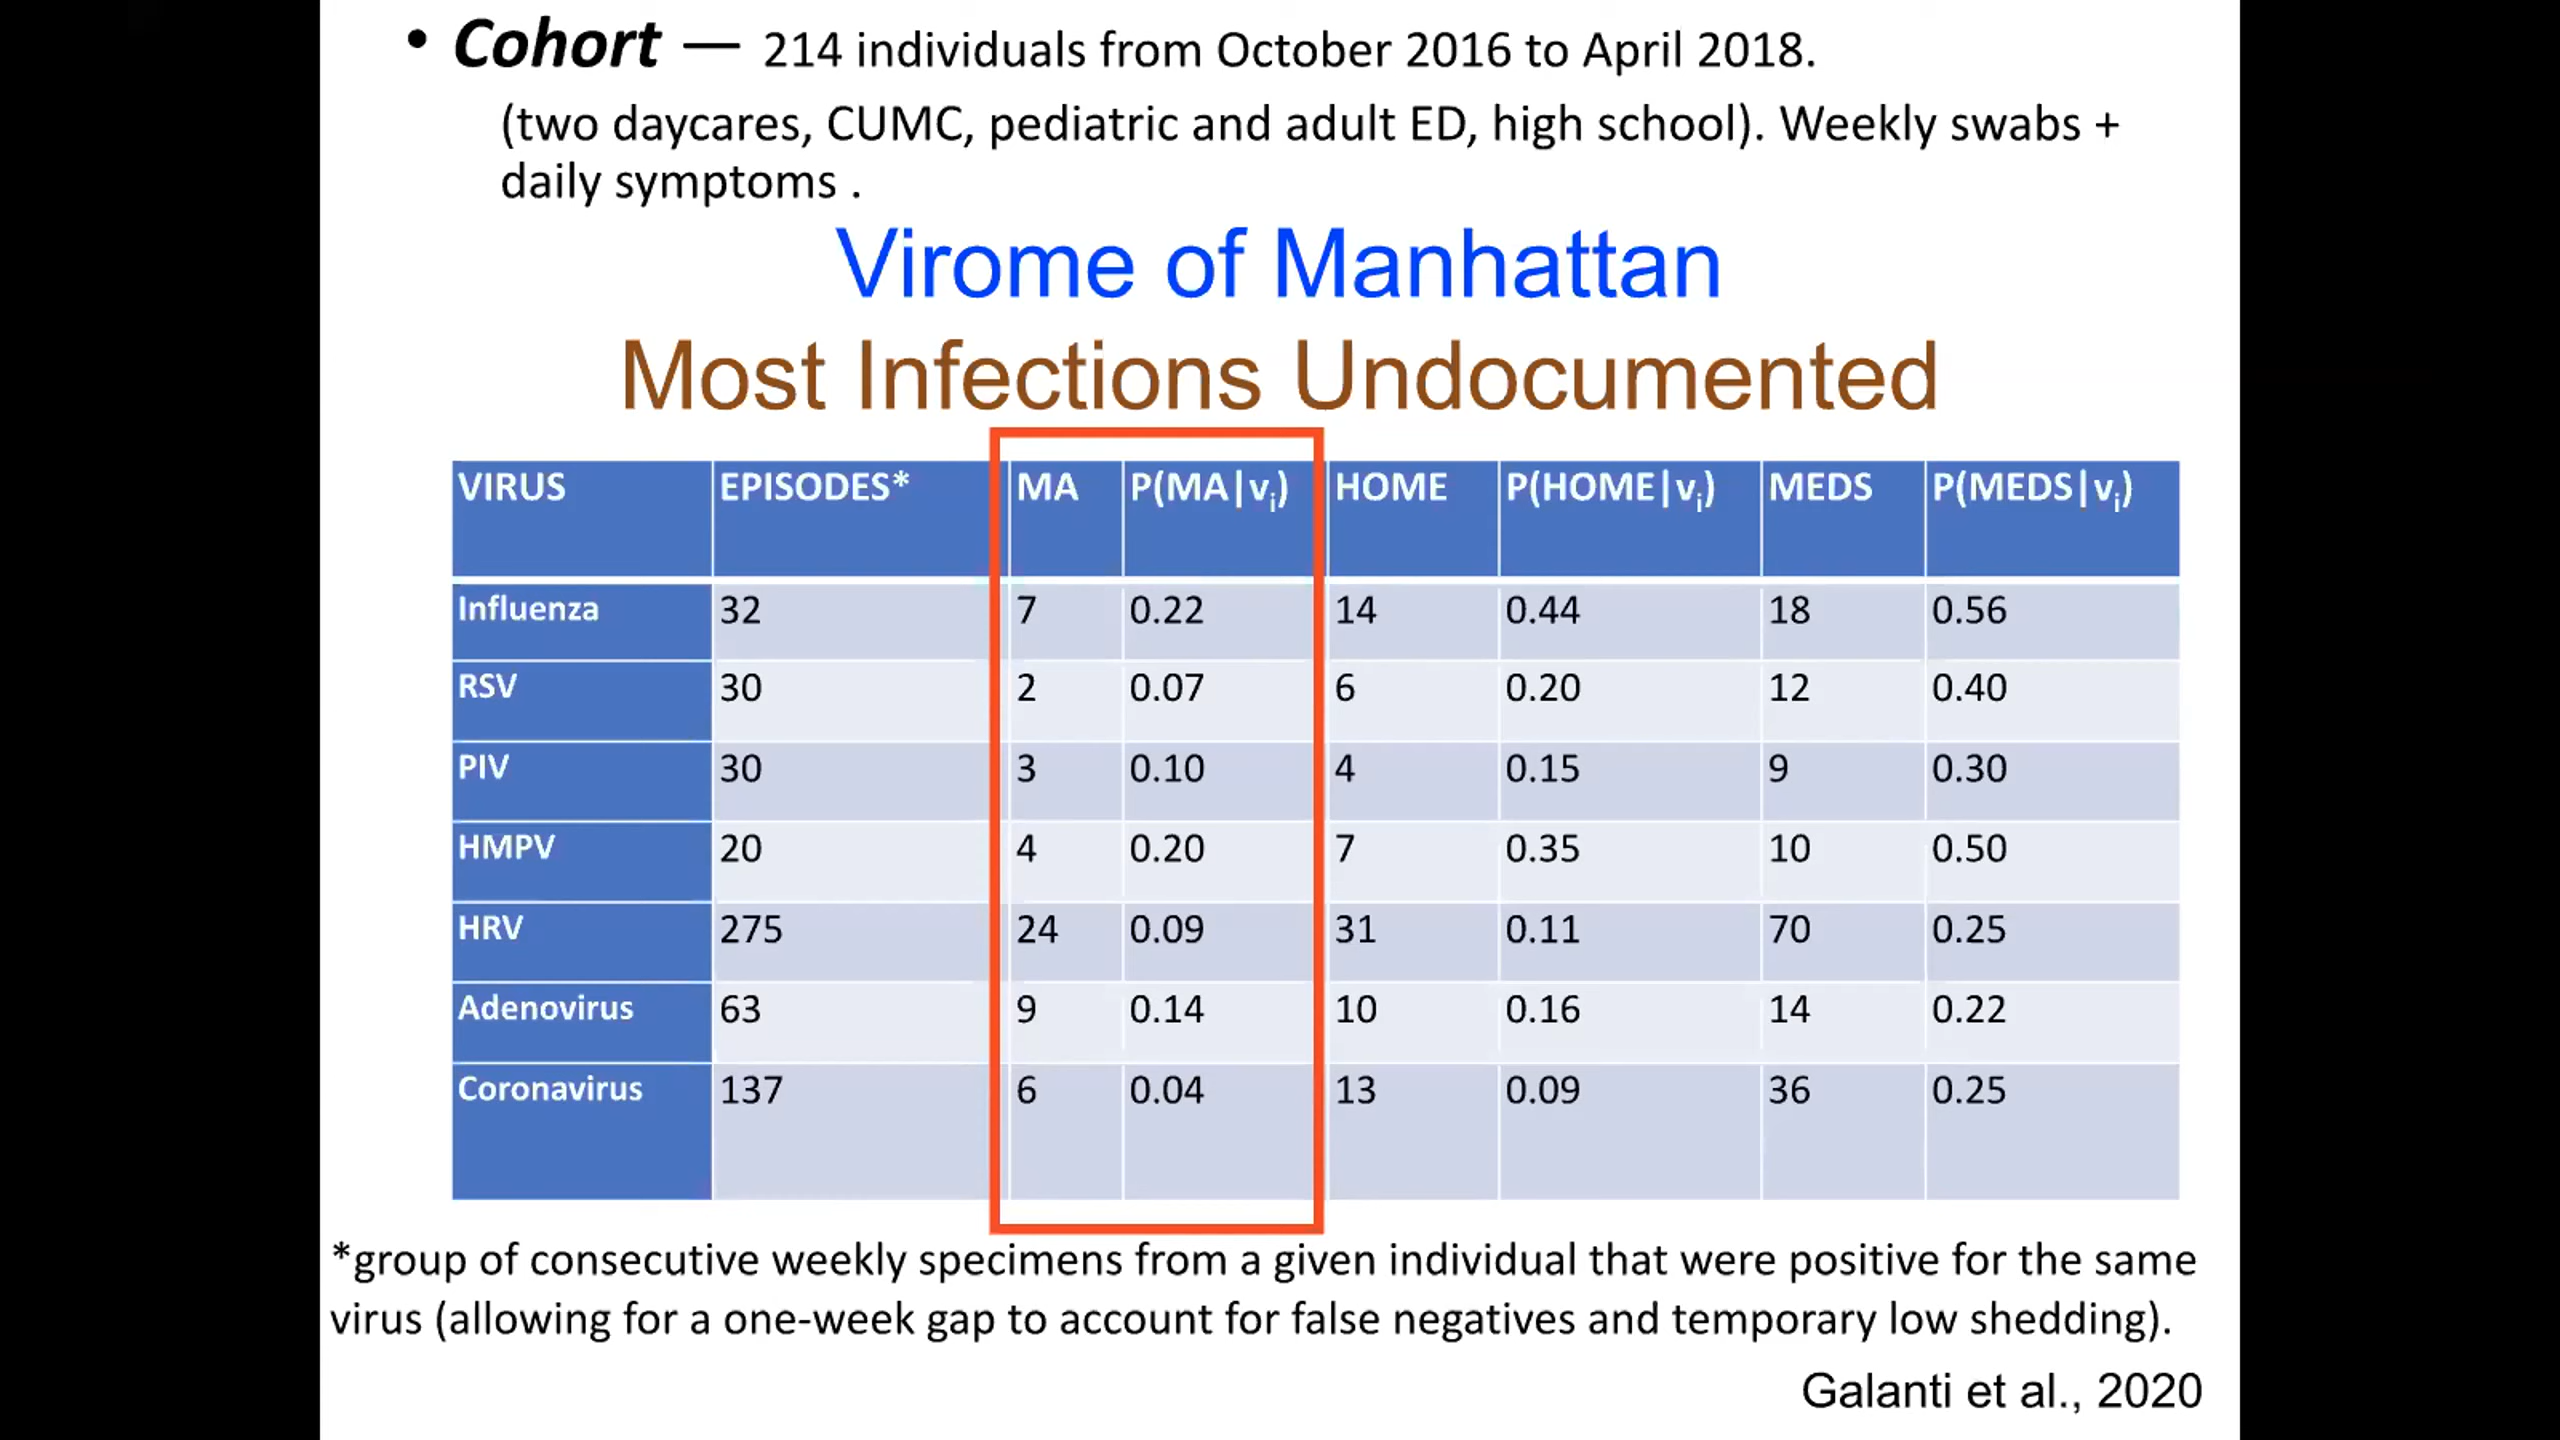 • Cohort — 214 individuals from October 2016 to April 2018.
(two daycares, CUMC, pediatric and adult ED, high school). Weekly swabs +
daily symptoms .
Virome of Manhattan
Most Infections Undocumented
VIRUS EPISODES* MA P(MA|vi) HOME P(HOME|vi) MEDS P(MEDS|vi)
Influenza 32 7 0.22 14 0.44 18 0.56
RSV 30 2 0.07 6 0.20 12 0.40
PIV 30 3 0.10 4 0.15 9 0.30
HMPV 20 4 0.20 7 0.35 10 0.50
HRV 275 24 0.09 31 0.11 70 0.25
Adenovirus 63 9 0.14 10 0.16 14 0.22
Coronavirus 137 6 0.04 13 0.09 36 0.25
*group of consecutive weekly specimens from a given individual that were positive for the same
virus (allowing for a one-week gap to account for false negatives and temporary low shedding).
Galanti et al., 2020